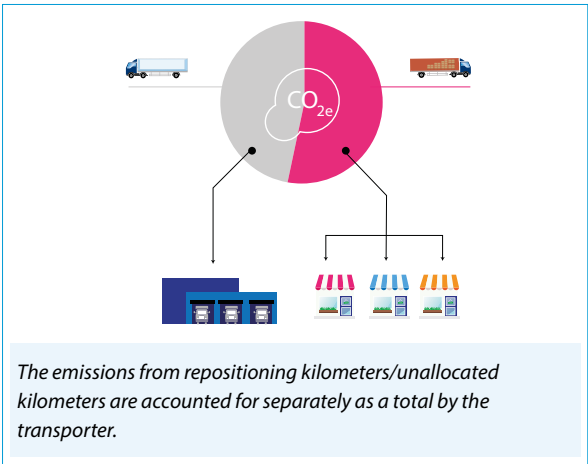 CO2e
The emissions from repositioning kilometers/unallocated
kilometers are accounted for separately as a total by the
transporter.